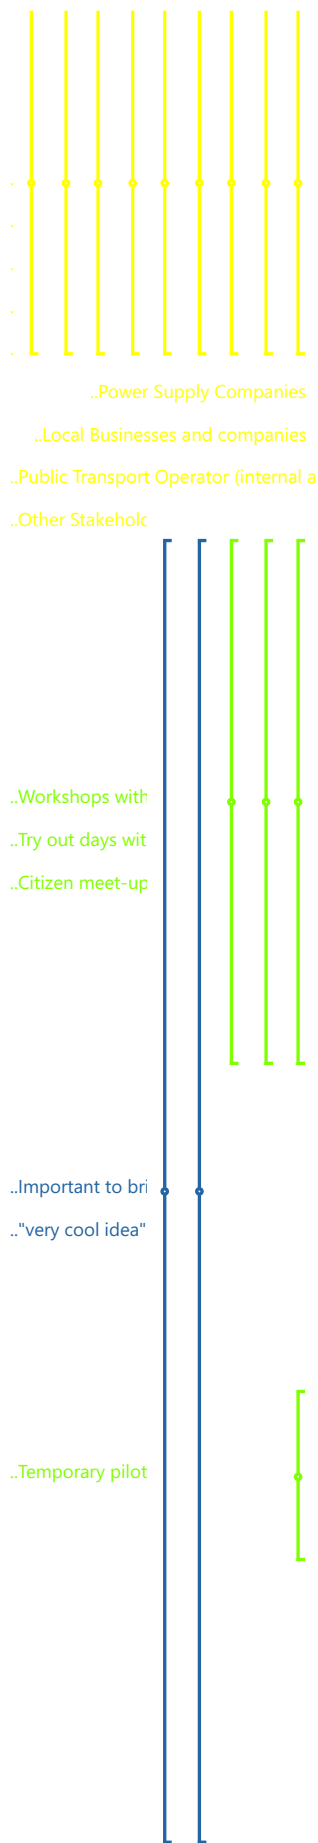 ..Power Supply Companies
..Local Businesses and companies
..Public Transport Operator (internal a
..Other Stakehold
..Workshops with
..Try out days wit
..Citizen meet-up
..Important to bri
.."very cool idea"
..Temporary pilot